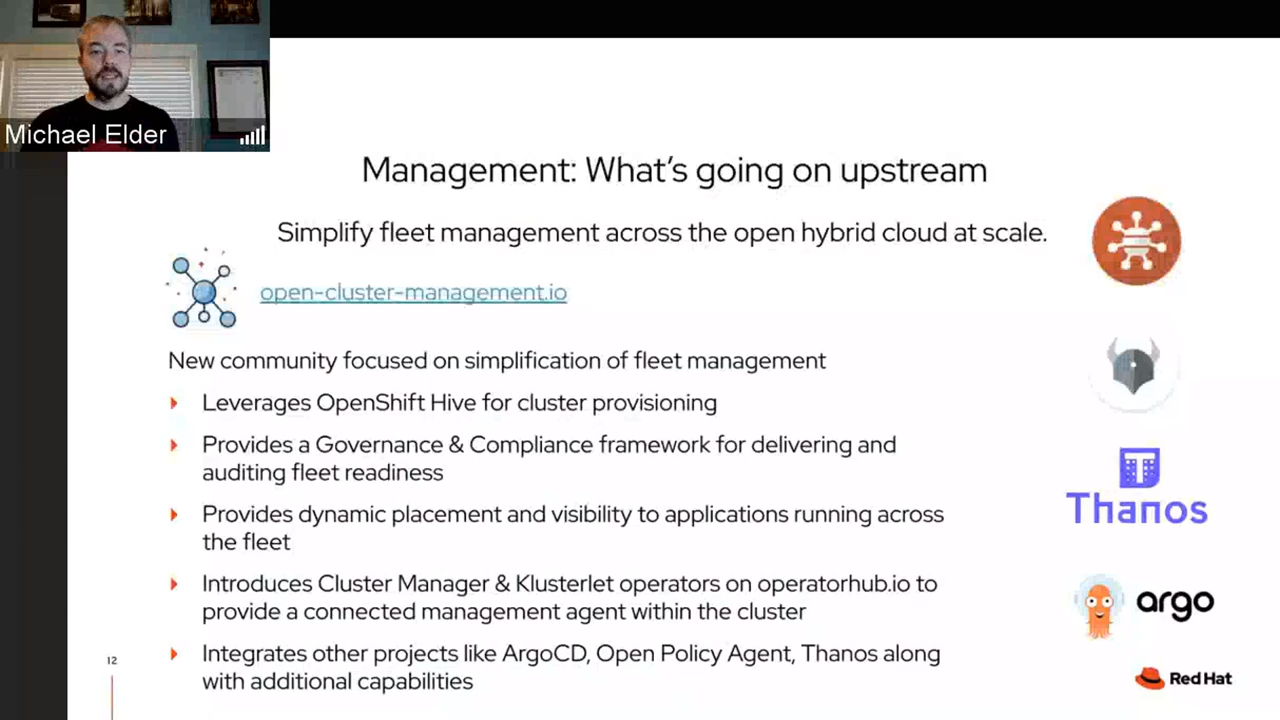 Michael Elder
Management: What's going on upstream
Simplify fleet management across the open hybrid cloud at scale.
open-cluster-management.io
New community focused on simplification of fleet management
Leverages OpenShift Hive for cluster provisioning
Provides a Governance & Compliance framework for delivering and
auditing fleet readiness
Provides dynamic placement and visibility to applications running across
the fleet
Introduces Cluster Manager & Klusterlet operators on operatorhub.io to
provide a connected management agent within the cluster
Integrates other projects like ArgoCD, Open Policy Agent, Thanos along
with additional capabilities
T
Thanos
argo
12
Red Hat